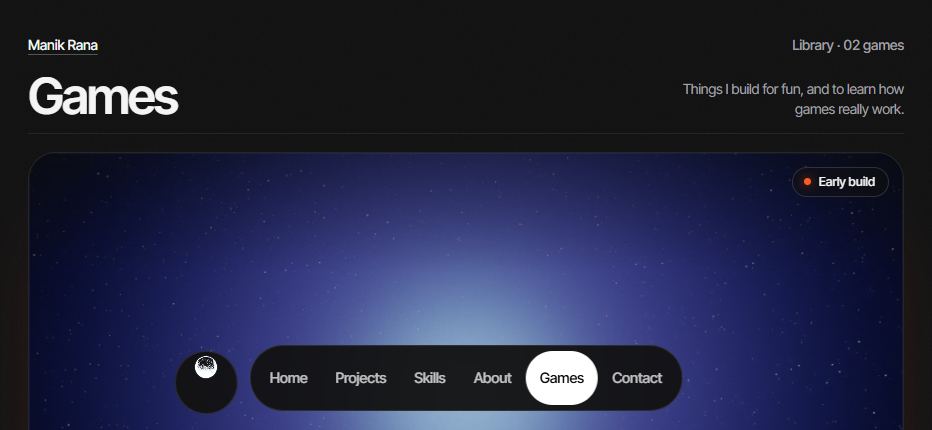 Manik Rana
Library · 02 games
Games
Things I build for fun, and to learn how
games really work.
Early build
Home
Projects
Skills
About
Games
Contact